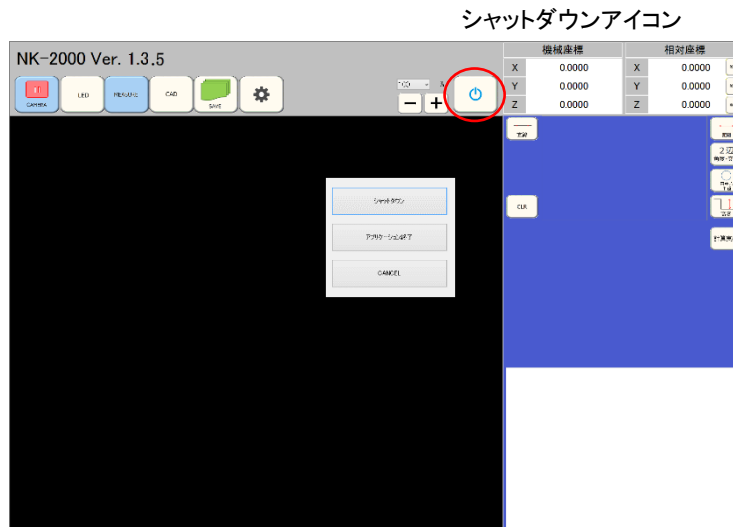 シャットダウンアイコン
NK-2000 Ver. 1.3.5
機械座標
相対座標
X 0.0000 X 0.0000
Y 0.0000 Y 0.0000
Z 0.0000 Z 0.0000
CAMERA
LED
MEASURE
CAD
SAVE
100
%
シャットダウン
アプリケーション終了
CANCEL
CLR
2辺